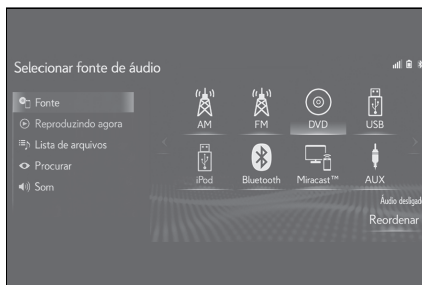 Selecionar fonte de áudio
Fonte
Reproduzindo agora
Lista de arquivos
Procurar
Som
AM
FM
DVD
USB
iPod
Bluetooth
Miracast™
AUX
Áudio desligado
Reordenar